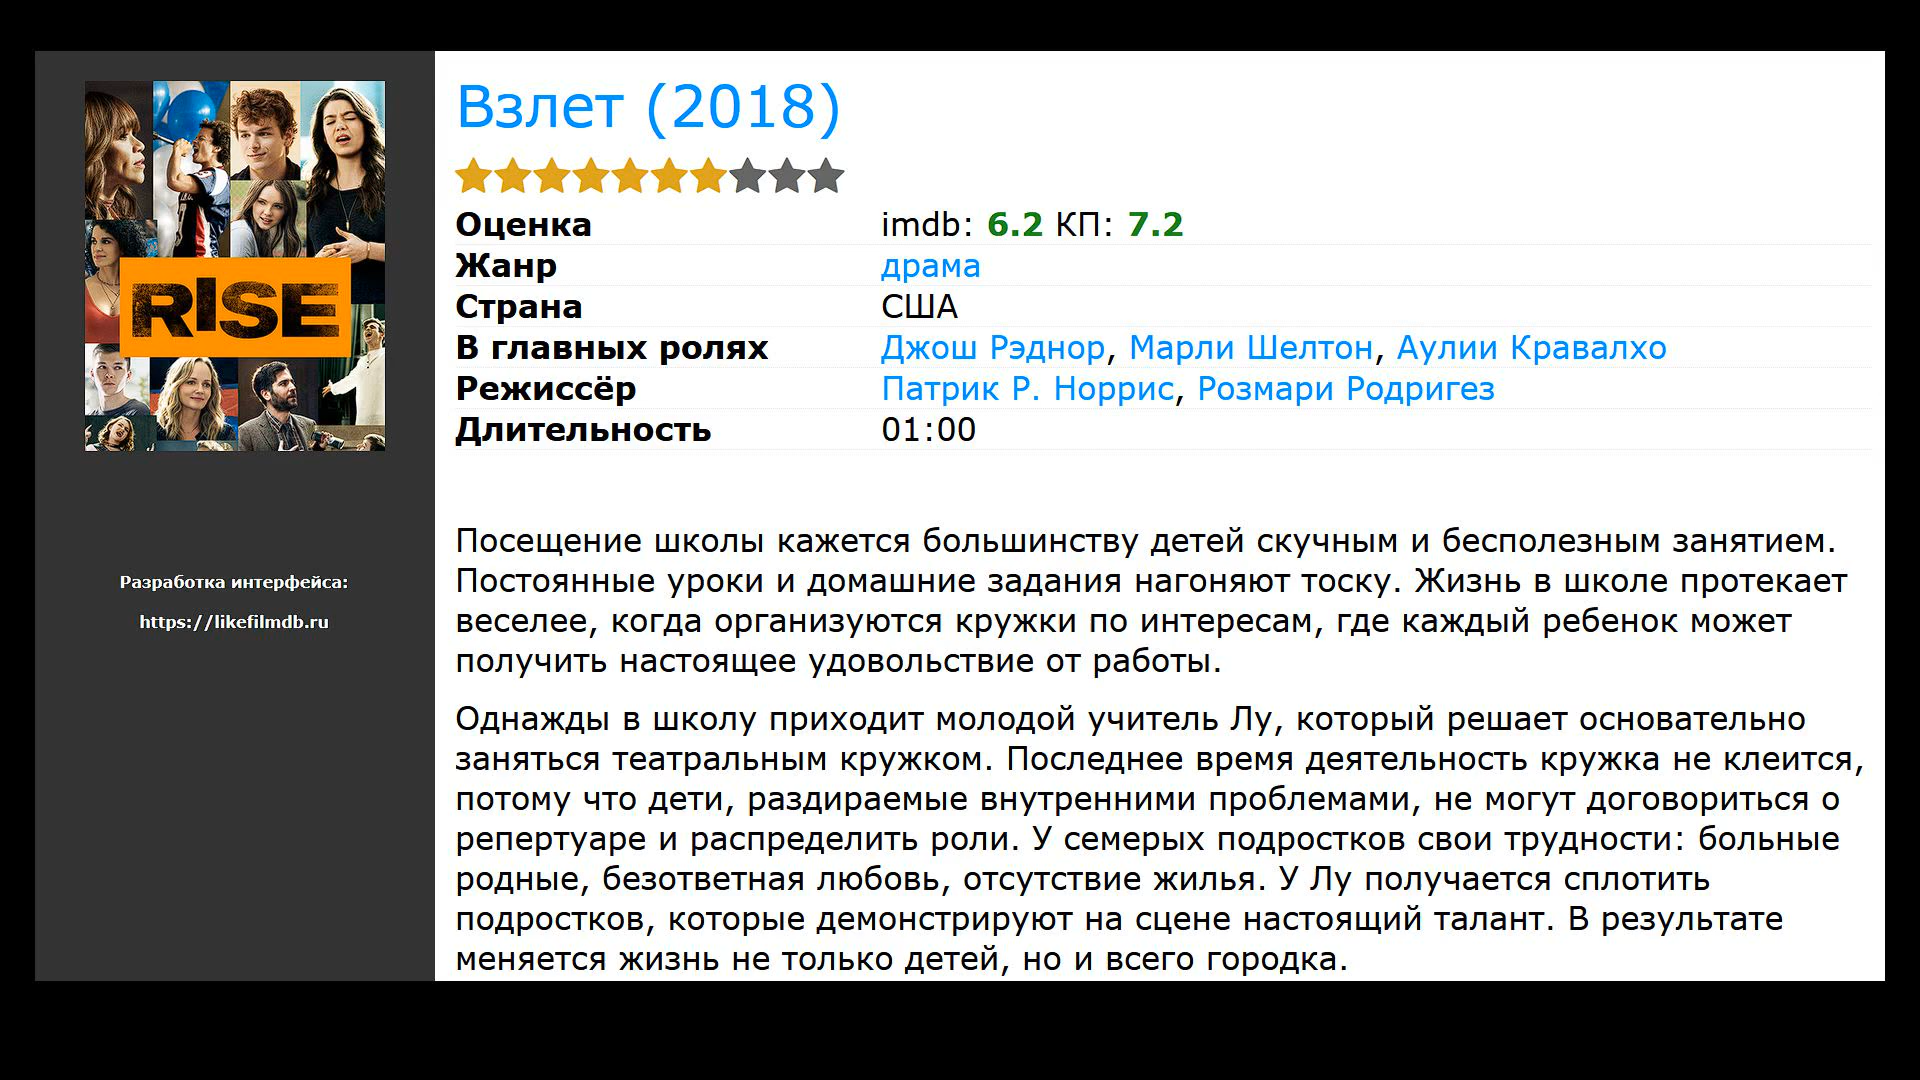 RISE
Разработка интерфейса:
https://likefilmdb.ru
Взлет (2018)
Оценка imdb: 6.2 КП: 7.2
Жанр драма
Страна США
В главных ролях Джош Рэднор, Марли Шелтон, Аулии Кравалхо
Режиссёр Патрик Р. Норрис, Розмари Родригез
Длительность 01:00
Посещение школы кажется большинству детей скучным и бесполезным занятием.
Постоянные уроки и домашние задания нагоняют тоску. Жизнь в школе протекает
веселее, когда организуются кружки по интересам, где каждый ребенок может
получить настоящее удовольствие от работы.
Однажды в школу приходит молодой учитель Лу, который решает основательно
заняться театральным кружком. Последнее время деятельность кружка не клеится,
потому что дети, раздираемые внутренними проблемами, не могут договориться о
репертуаре и распределить роли. У семерых подростков свои трудности: больные
родные, безответная любовь, отсутствие жилья. У Лу получается сплотить
подростков, которые демонстрируют на сцене настоящий талант. В результате
меняется жизнь не только детей, но и всего городка.